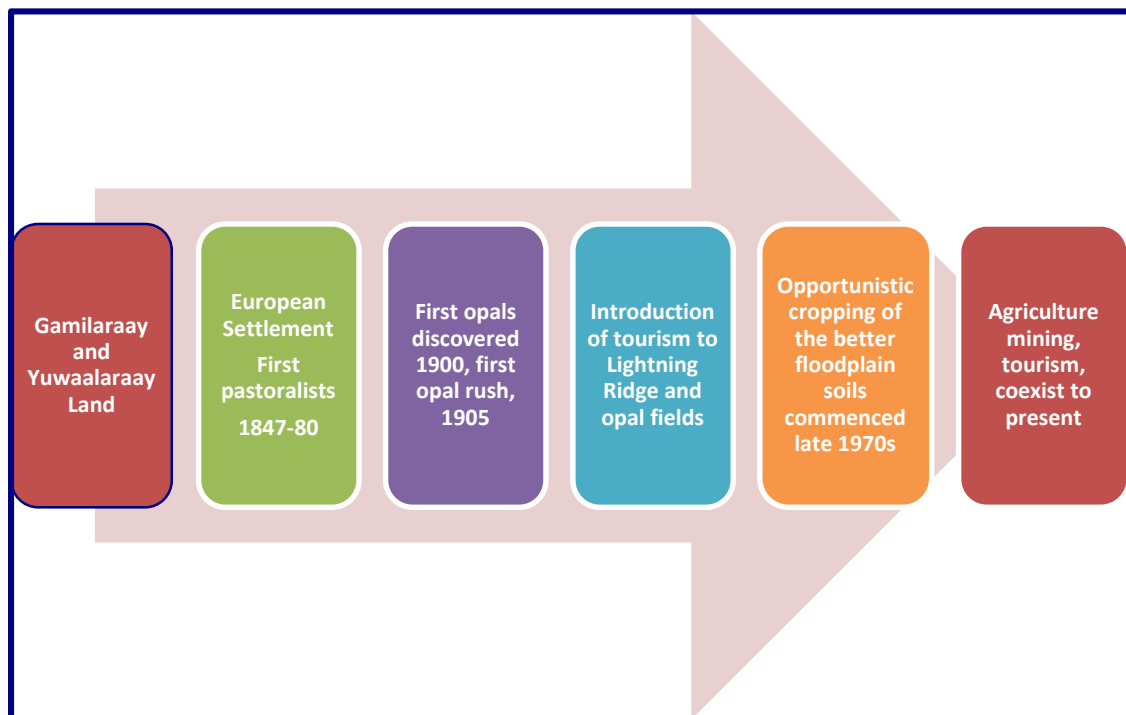 Gamilaraay
and
Yuwaalaraay
Land
European
Settlement
First
pastoralists
1847-80
First opals
discovered
1900, first
opal rush,
1905
Introduction
of tourism to
Lightning
Ridge and
opal fields
Opportunistic
cropping of
the better
floodplain
soils
commenced
late 1970s
Agriculture
mining,
tourism,
coexist to
present